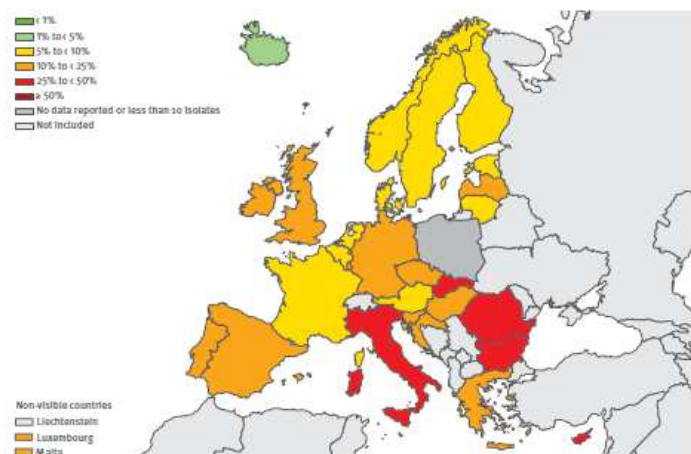 < 1%
1% to < 5%
5% to < 10%
10% to < 25%
25% to < 50%
≥ 50%
No data reported or less than 10 isolates
Not included
Non-visible countries
Liechtenstein
Luxembourg
Malta